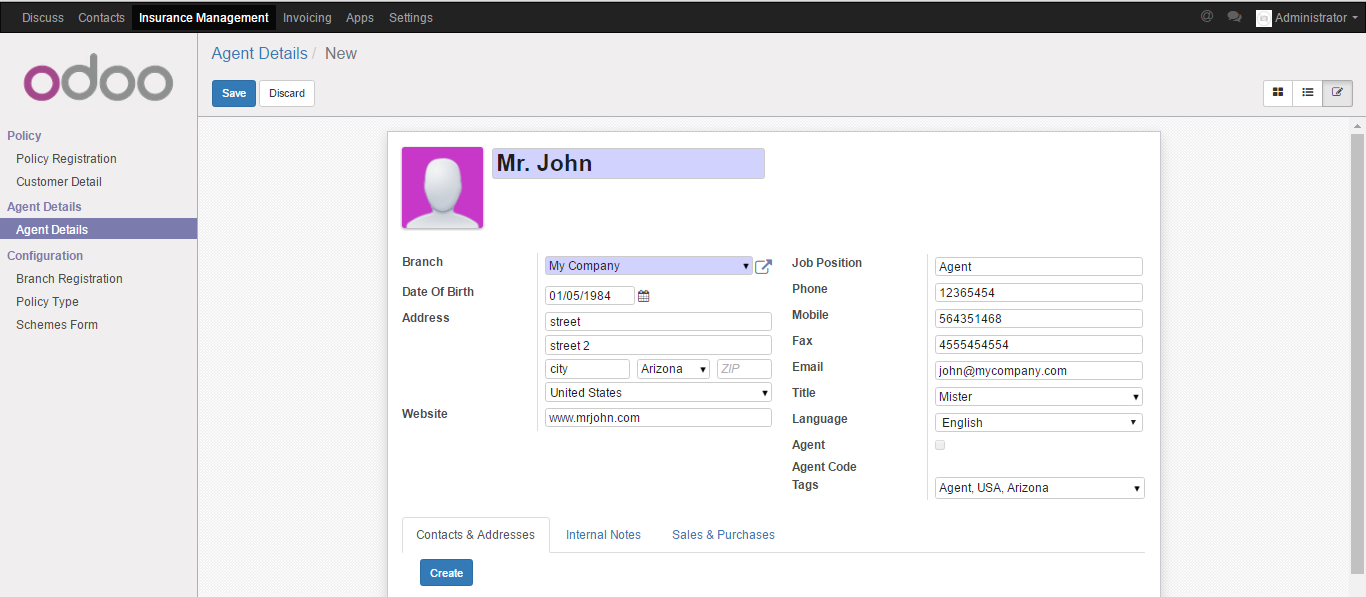 Discuss Contacts Insurance Management Invoicing Apps Settings @ Administrator
odoo
Policy
Policy Registration
Customer Detail
Agent Details
Agent Details
Configuration
Branch Registration
Policy Type
Schemes Form
Agent Details / New
Save Discard
Mr. John
Branch My Company
Date Of Birth 01/05/1984
Address street
street 2
city Arizona ZIP
United States
Website www.mrjohn.com
Job Position Agent
Phone 12365454
Mobile 564351468
Fax 4555454554
Email john@mycompany.com
Title Mister
Language English
Agent
Agent Code
Tags Agent, USA, Arizona
Contacts & Addresses Internal Notes Sales & Purchases
Create